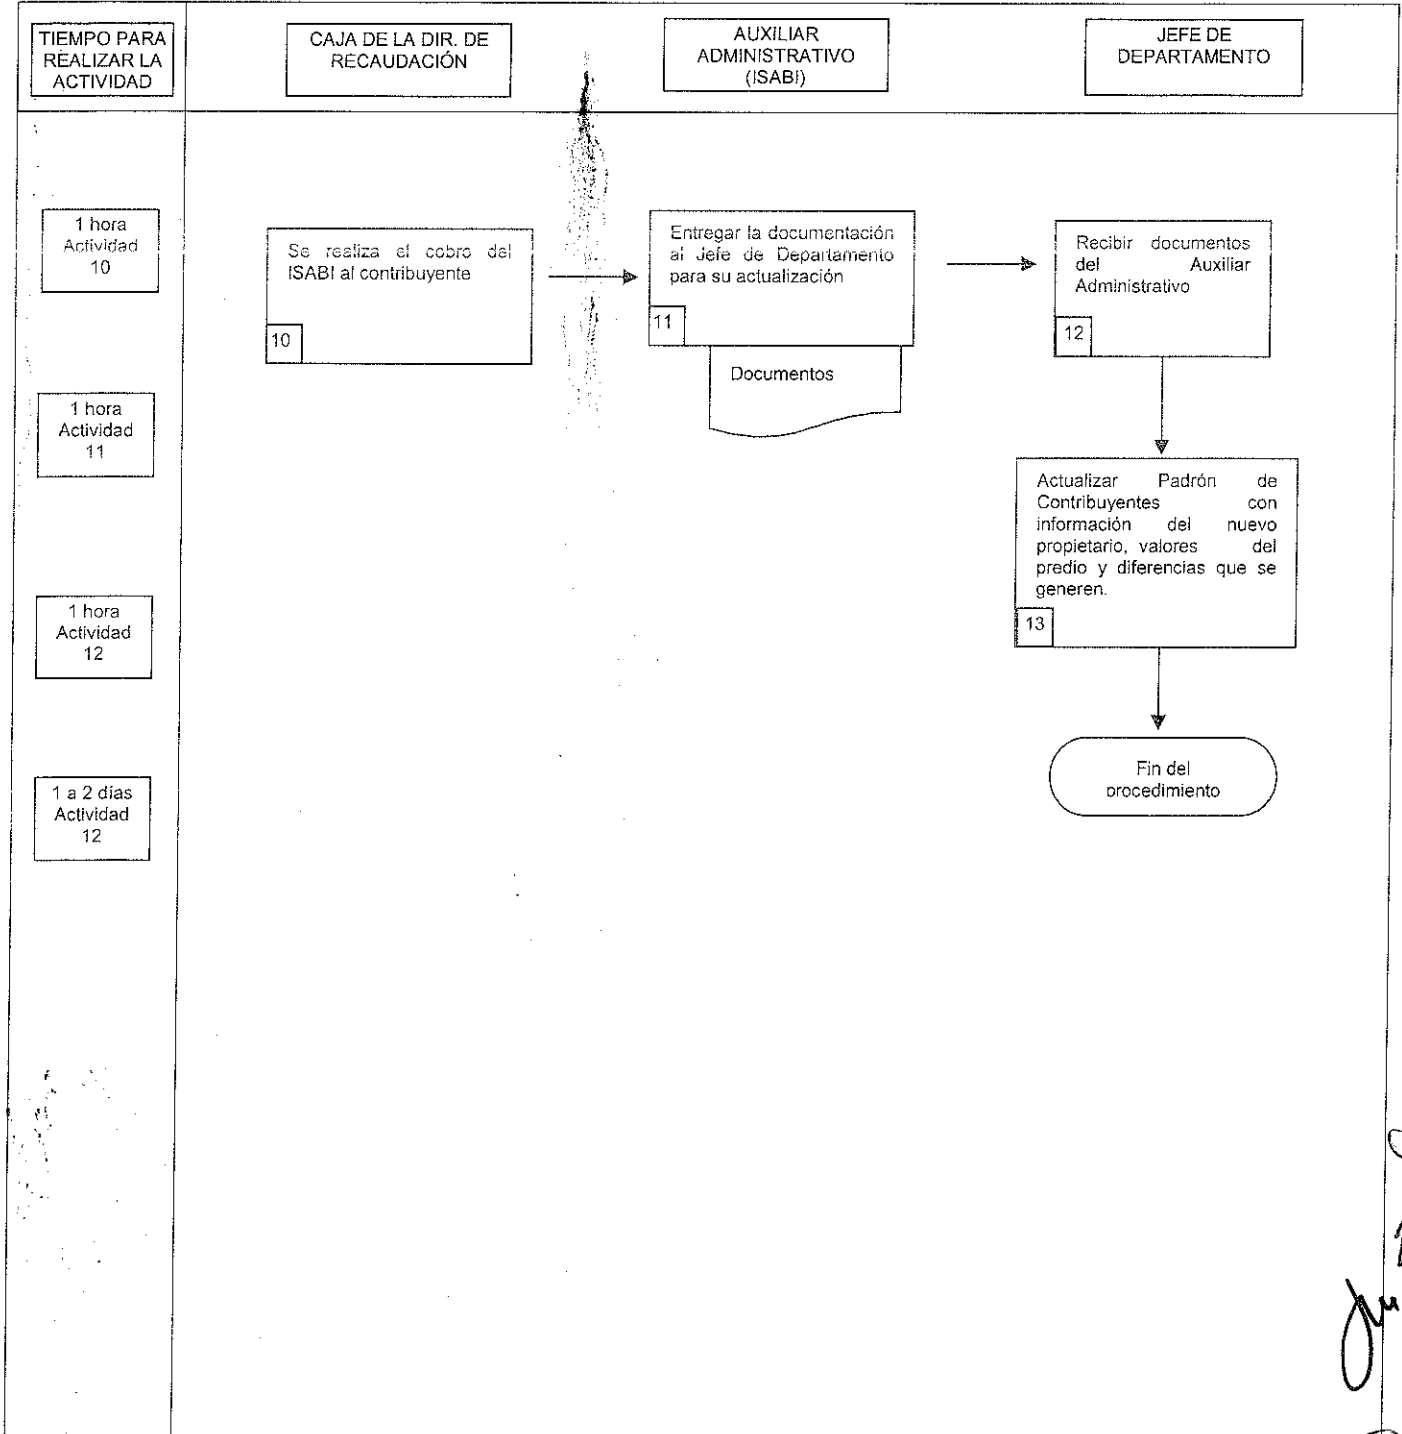 TIEMPO PARA
REALIZAR LA
ACTIVIDAD
CAJA DE LA DIR. DE
RECAUDACIÓN
AUXILIAR
ADMINISTRATIVO
(ISABI)
JEFE DE
DEPARTAMENTO
1 hora
Actividad
10
Se realiza el cobro del
ISABI al contribuyente
10
Entregar la documentación
al Jefe de Departamento
para su actualización
11
Documentos
Recibir documentos
del Auxiliar
Administrativo
12
1 hora
Actividad
11
Actualizar Padrón de
Contribuyentes con
información del nuevo
propietario, valores del
predio y diferencias que se
generen.
13
1 hora
Actividad
12
Fin del
procedimiento
1 a 2 días
Actividad
12